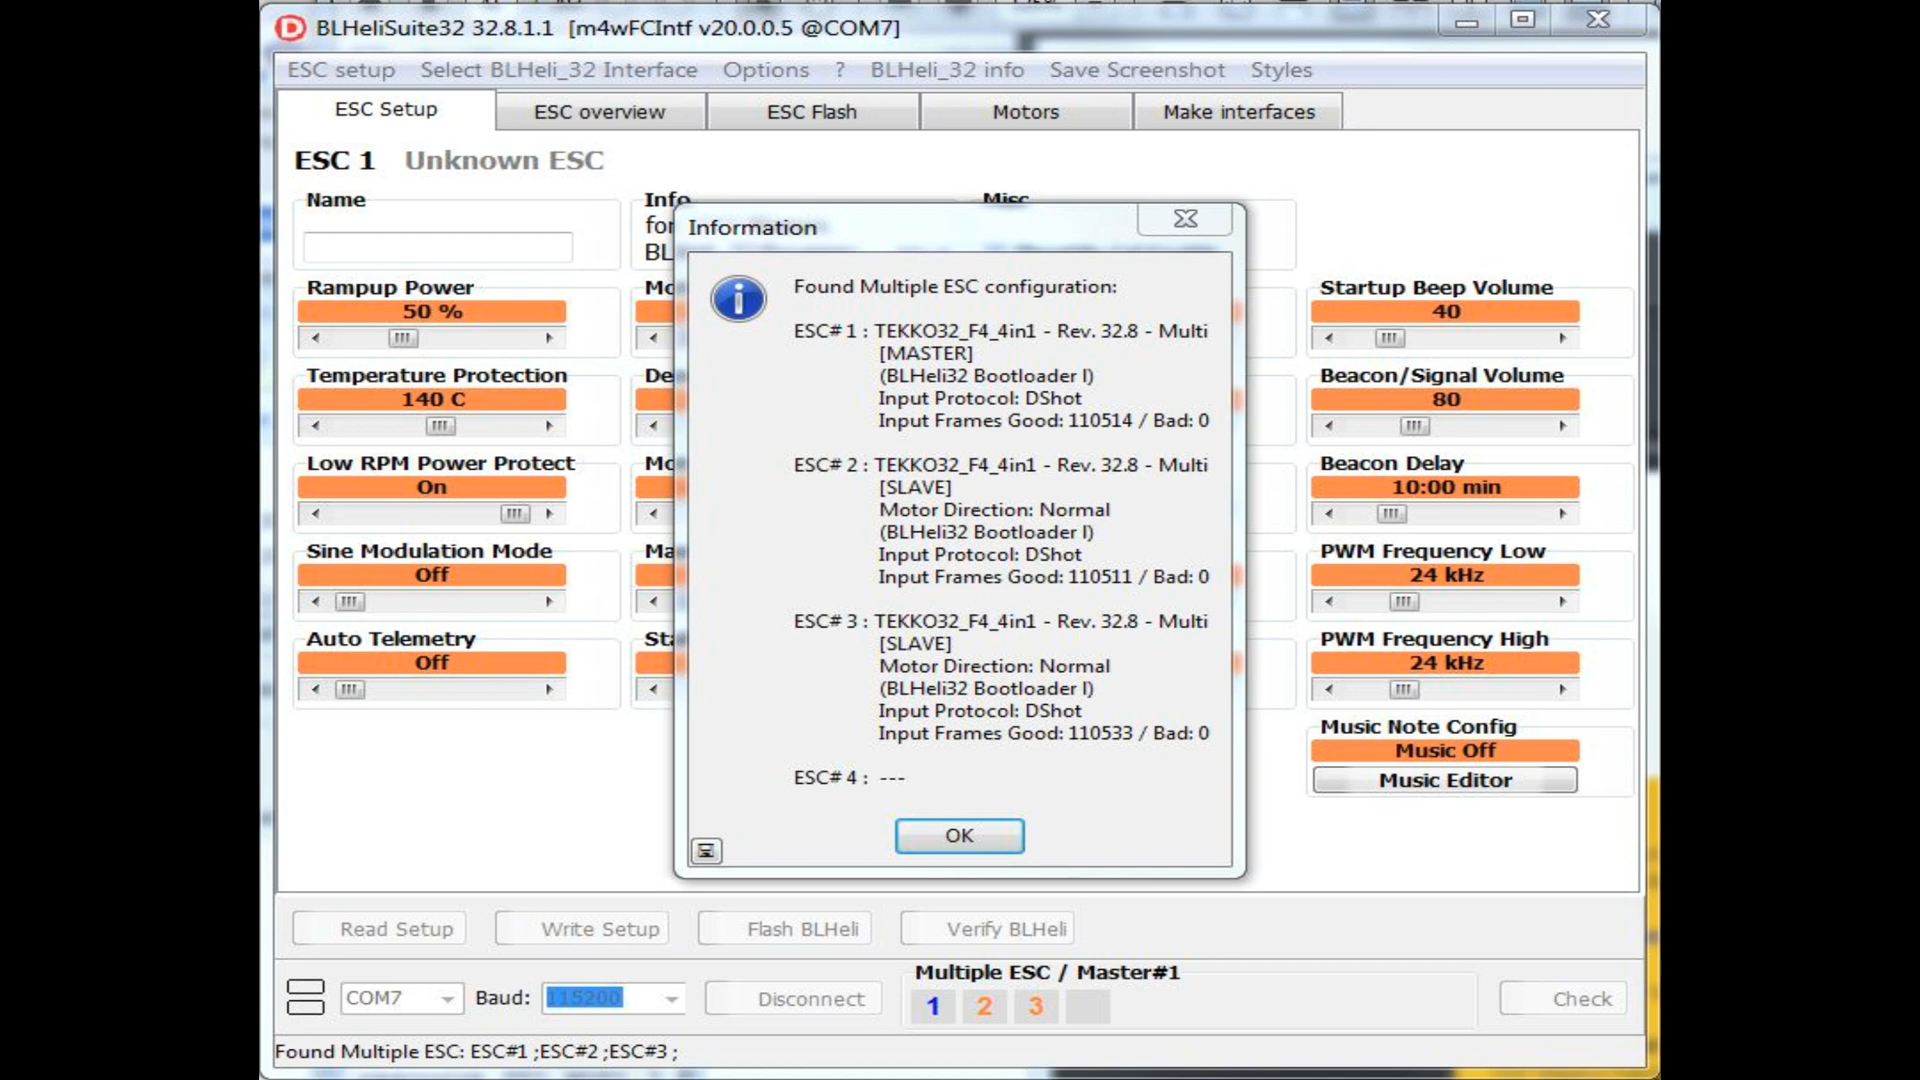 BLHeliSuite32 32.8.1.1 [m4wFCIntf v20.0.0.5 @COM7]
ESC setup Select BLHeli_32 Interface Options ? BLHeli_32 info Save Screenshot Styles
ESC Setup ESC overview ESC Flash Motors Make interfaces
ESC 1 Unknown ESC
Name Info Misc
for
BL
Information
Found Multiple ESC configuration:
ESC# 1 : TEKKO32_F4_4in1 - Rev. 32.8 - Multi
[MASTER]
(BLHeli32 Bootloader I)
Input Protocol: DShot
Input Frames Good: 110514 / Bad: 0
ESC# 2 : TEKKO32_F4_4in1 - Rev. 32.8 - Multi
[SLAVE]
Motor Direction: Normal
(BLHeli32 Bootloader I)
Input Protocol: DShot
Input Frames Good: 110511 / Bad: 0
ESC# 3 : TEKKO32_F4_4in1 - Rev. 32.8 - Multi
[SLAVE]
Motor Direction: Normal
(BLHeli32 Bootloader I)
Input Protocol: DShot
Input Frames Good: 110533 / Bad: 0
ESC# 4 : ---
OK
Rampup Power
50 %
Temperature Protection
140 C
Low RPM Power Protect
On
Sine Modulation Mode
Off
Auto Telemetry
Off
Mo
De
Mo
Ma
Sta
Startup Beep Volume
40
Beacon/Signal Volume
80
Beacon Delay
10:00 min
PWM Frequency Low
24 kHz
PWM Frequency High
24 kHz
Music Note Config
Music Off
Music Editor
Read Setup Write Setup Flash BLHeli Verify BLHeli
COM7 Baud: 115200 Disconnect
Multiple ESC / Master#1
1 2 3
Check
Found Multiple ESC: ESC#1 ;ESC#2 ;ESC#3 ;